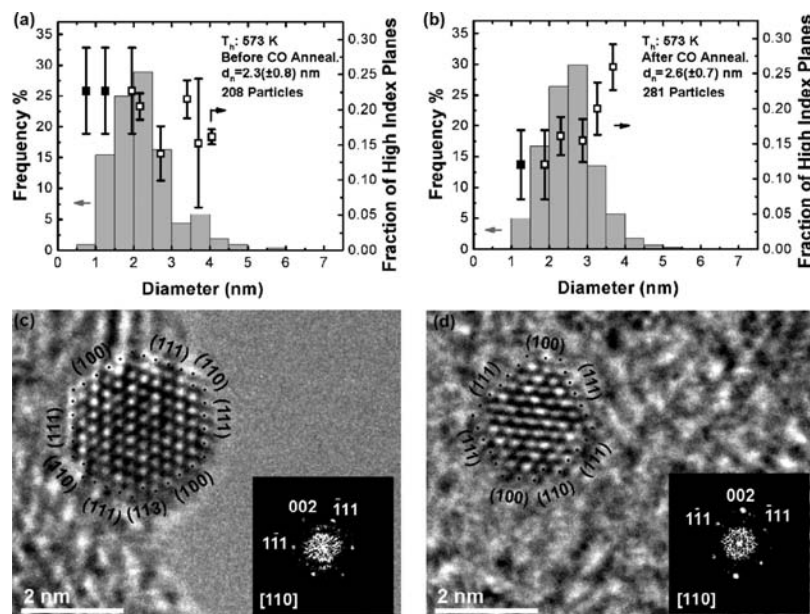 (a)
T_h: 573 K
Before CO Anneal.
d_n=2.3(±0.8) nm
208 Particles
Frequency %
35
30
25
20
15
10
5
0
0.30
0.25
0.20
0.15
0.10
0.05
0.00
Fraction of High Index Planes
0 1 2 3 4 5 6 7
Diameter (nm)
(b)
T_h: 573 K
After CO Anneal.
d_n=2.6(±0.7) nm
281 Particles
Frequency %
35
30
25
20
15
10
5
0
0.30
0.25
0.20
0.15
0.10
0.05
0.00
Fraction of High Index Planes
0 1 2 3 4 5 6 7
Diameter (nm)
(c)
(100)
(111)
(110)
(111)
(111)
(110)
(111)
(113)
(100)
2 nm
002
1̄11
11̄1
[110]
(d)
(100)
(111)
(111)
(111)
(111)
(100)
(110)
2 nm
002
11̄1
1̄11
[110]